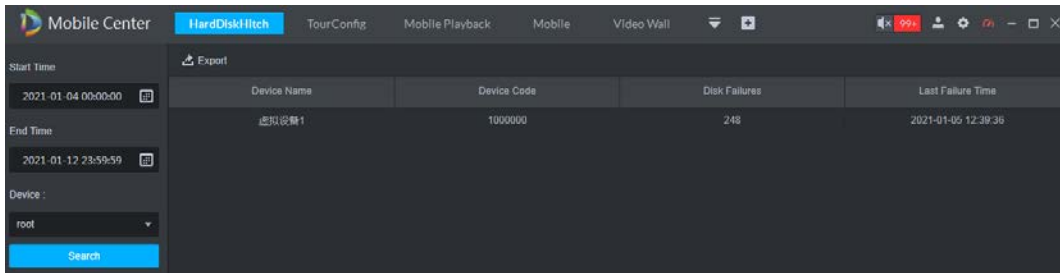 Mobile Center
HardDiskHitch TourConfig Mobile Playback Mobile Video Wall 99+
Start Time
2021-01-04 00:00:00
End Time
2021-01-12 23:59:59
Device :
root
Search
Export
Device Name Device Code Disk Failures Last Failure Time
虚拟设备1 1000000 248 2021-01-05 12:39:36